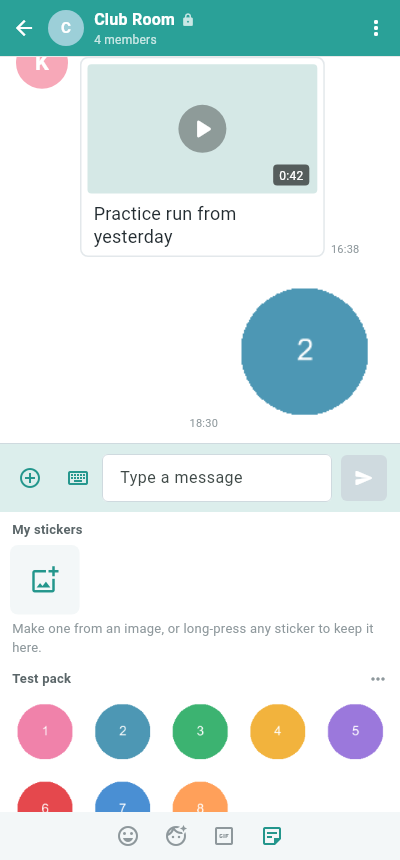 C
Club Room
4 members
K
0:42
Practice run from
yesterday
16:38
2
18:30
Type a message
My stickers
Make one from an image, or long-press any sticker to keep it
here.
Test pack
1 2 3 4 5
6 7 8
GIF